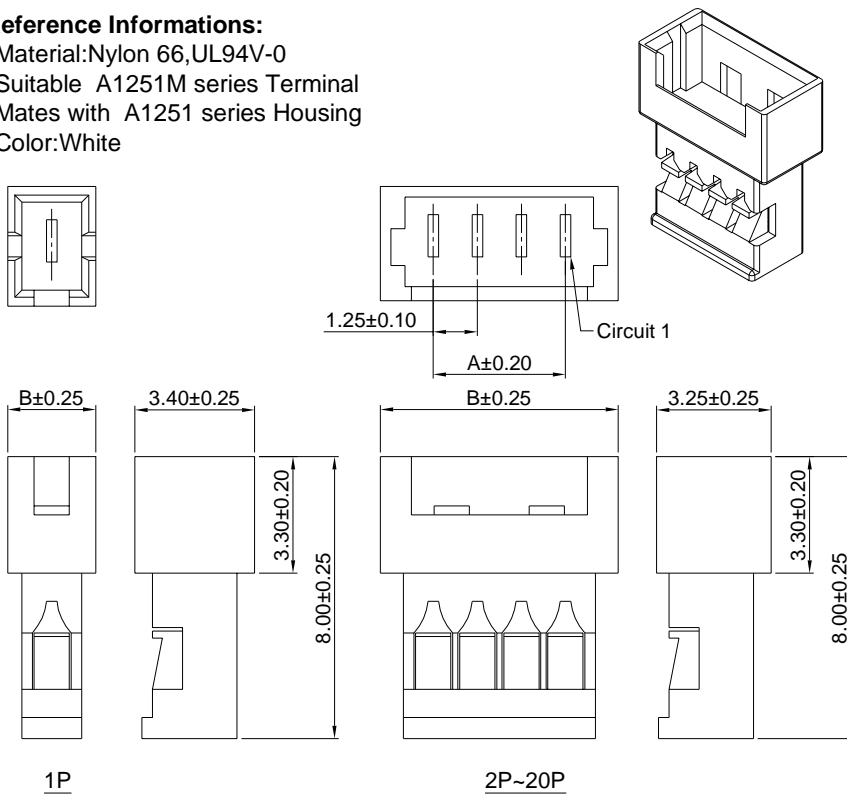 eference Informations:
Material:Nylon 66,UL94V-0
Suitable A1251M series Terminal
Mates with A1251 series Housing
Color:White
1.25±0.10
Circuit 1
A±0.20
B±0.25
3.40±0.25
B±0.25
3.25±0.25
3.30±0.20
8.00±0.25
3.30±0.20
8.00±0.25
1P
2P~20P